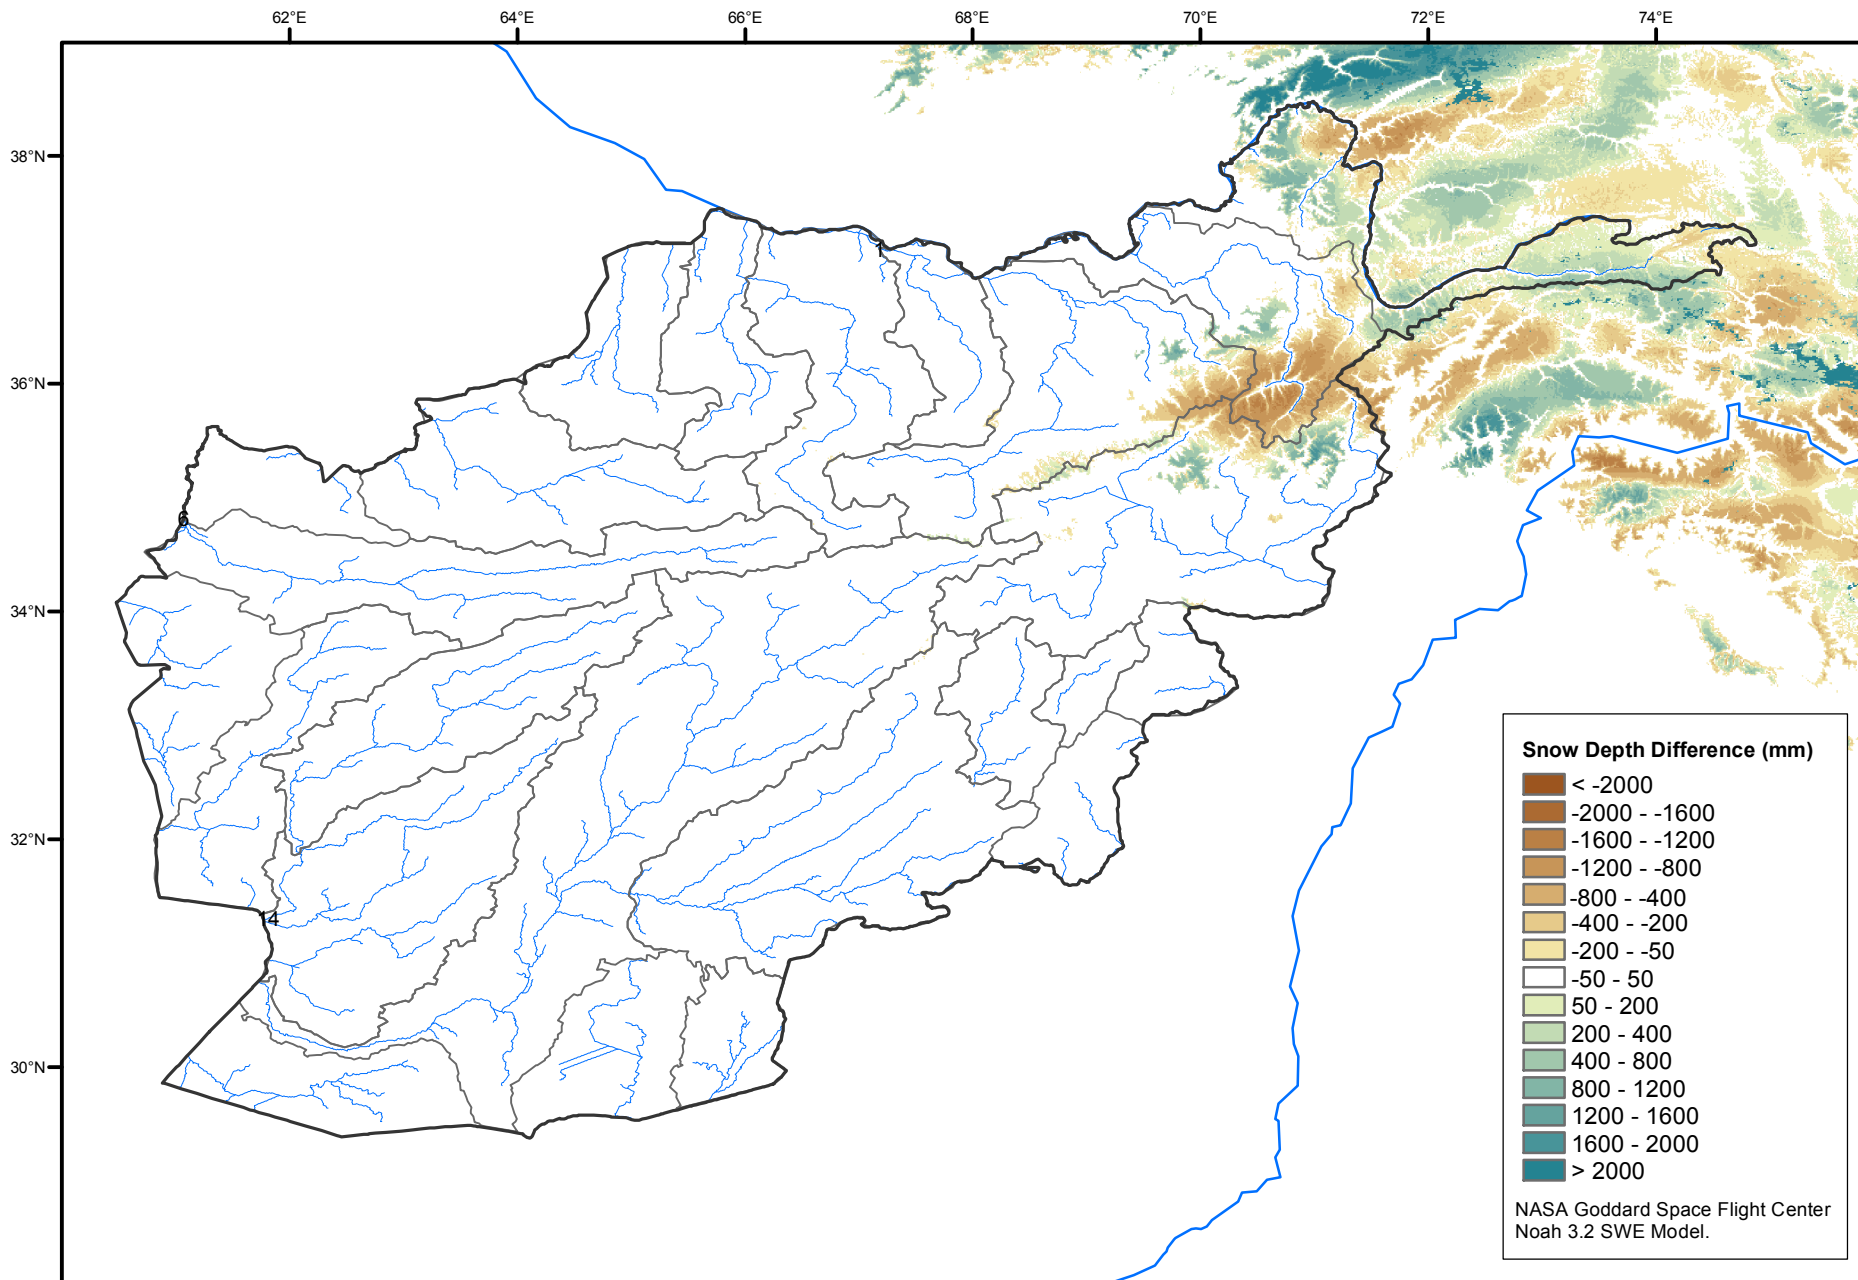 62°E 64°E 66°E 68°E 70°E 72°E 74°E
38°N
1
36°N
6
34°N
32°N
14
30°N
Snow Depth Difference (mm)
< -2000
-2000 - -1600
-1600 - -1200
-1200 - -800
-800 - -400
-400 - -200
-200 - -50
-50 - 50
50 - 200
200 - 400
400 - 800
800 - 1200
1200 - 1600
1600 - 2000
> 2000
NASA Goddard Space Flight Center
Noah 3.2 SWE Model.